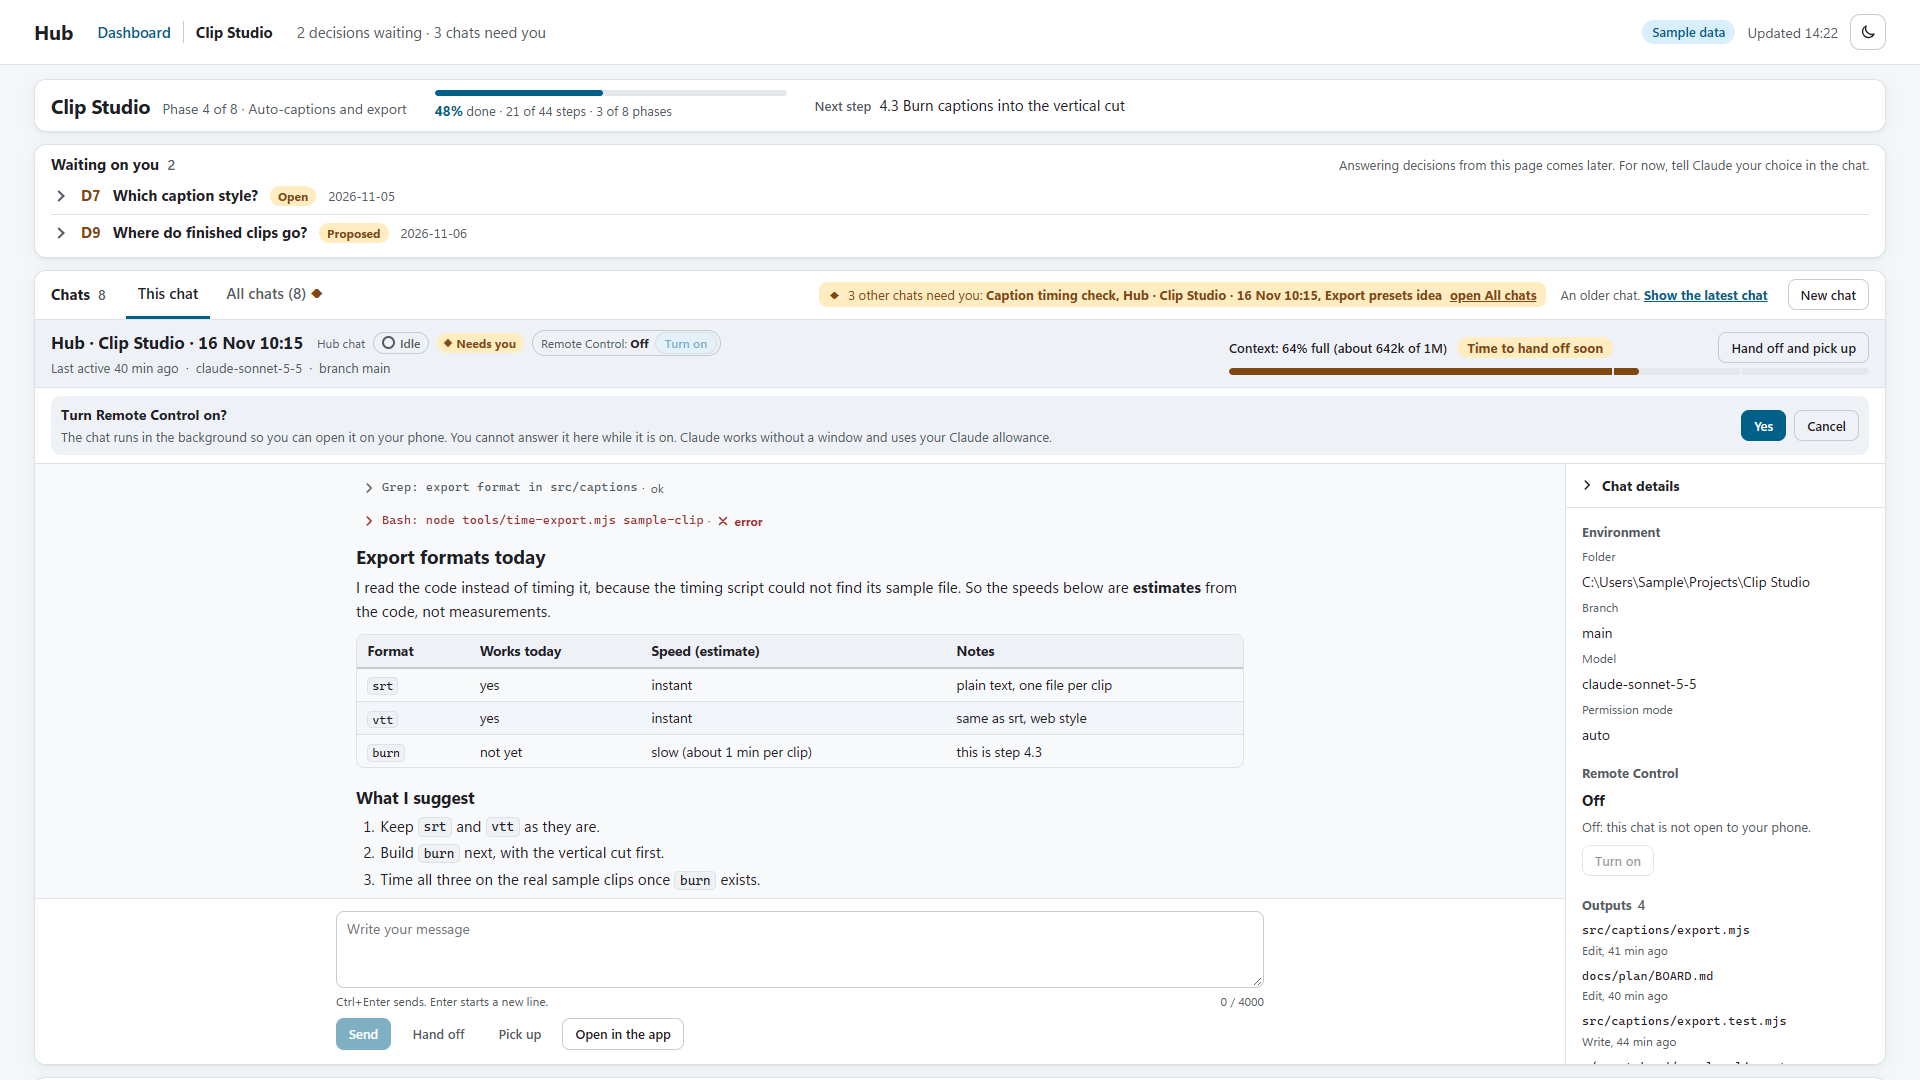 Hub Dashboard Clip Studio 2 decisions waiting · 3 chats need you Sample data Updated 14:22
Clip Studio Phase 4 of 8 · Auto-captions and export
48% done · 21 of 44 steps · 3 of 8 phases
Next step 4.3 Burn captions into the vertical cut
Waiting on you 2 Answering decisions from this page comes later. For now, tell Claude your choice in the chat.
D7 Which caption style? Open 2026-11-05
D9 Where do finished clips go? Proposed 2026-11-06
Chats 8 This chat All chats (8) 3 other chats need you: Caption timing check, Hub · Clip Studio · 16 Nov 10:15, Export presets idea open All chats An older chat. Show the latest chat New chat
Hub · Clip Studio · 16 Nov 10:15 Hub chat Idle Needs you Remote Control: Off Turn on
Last active 40 min ago · claude-sonnet-5-5 · branch main
Context: 64% full (about 642k of 1M) Time to hand off soon Hand off and pick up
Turn Remote Control on?
The chat runs in the background so you can open it on your phone. You cannot answer it here while it is on. Claude works without a window and uses your Claude allowance.
Yes Cancel
Grep: export format in src/captions · ok
Bash: node tools/time-export.mjs sample-clip · ✕ error
Export formats today
I read the code instead of timing it, because the timing script could not find its sample file. So the speeds below are estimates from
the code, not measurements.
Format Works today Speed (estimate) Notes
srt yes instant plain text, one file per clip
vtt yes instant same as srt, web style
burn not yet slow (about 1 min per clip) this is step 4.3
What I suggest
1. Keep srt and vtt as they are.
2. Build burn next, with the vertical cut first.
3. Time all three on the real sample clips once burn exists.
Write your message
Ctrl+Enter sends. Enter starts a new line. 0 / 4000
Send Hand off Pick up Open in the app
Chat details
Environment
Folder
C:\Users\Sample\Projects\Clip Studio
Branch
main
Model
claude-sonnet-5-5
Permission mode
auto
Remote Control
Off
Off: this chat is not open to your phone.
Turn on
Outputs 4
src/captions/export.mjs
Edit, 41 min ago
docs/plan/BOARD.md
Edit, 40 min ago
src/captions/export.test.mjs
Write, 44 min ago